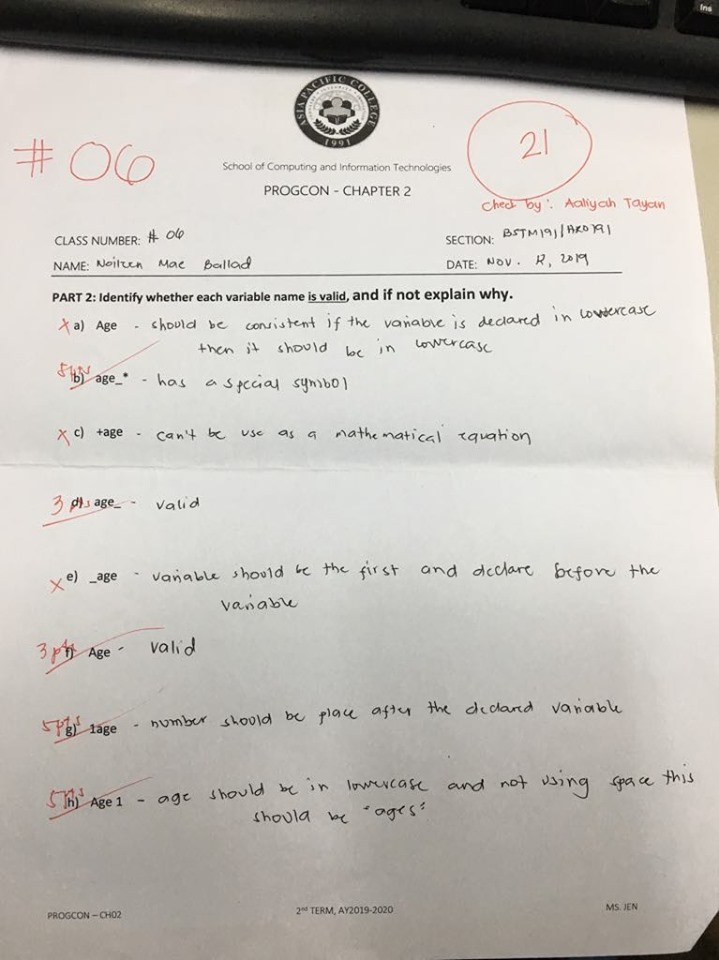 Ins
ASIA PACIFIC COLLEGE
1991
# 06
21
School of Computing and Information Technologies
PROGCON - CHAPTER 2
Check by: Aaliyah Tayan
CLASS NUMBER: # 06
SECTION: BSTM191/HRO191
NAME: Neilzen Mae Ballad
DATE: NOV. 12, 2019
PART 2: Identify whether each variable name is valid, and if not explain why.
x a) Age - should be consistent if the variable is declared in lowercase
then it should be in lowercase
5pts b) age_* - has a special symbol
x c) +age - can't be use as a mathematical equation
3 pts d) age_ - valid
x e) _age - variable should be the first and declare before the
variable
3 pts f) Age - valid
5pts g) 1age - number should be place after the declared variable
5pts h) Age 1 - age should be in lowercase and not using space this
should be "ages"
PROGCON – CH02
2nd TERM, AY2019-2020
MS. JEN